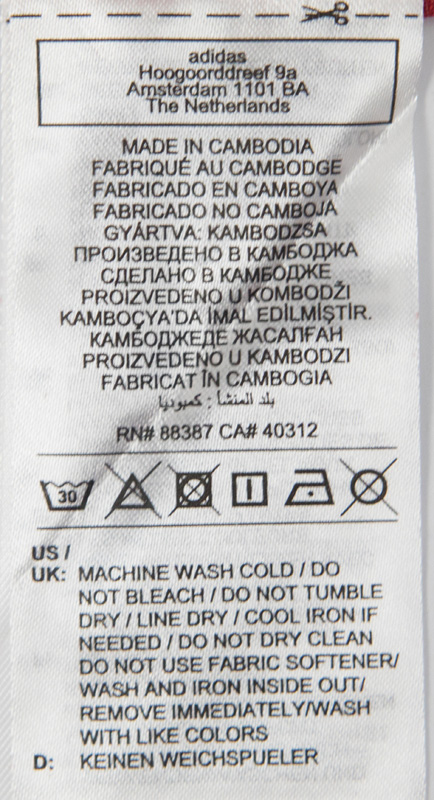 adidas
Hoogoorddreef 9a
Amsterdam 1101 BA
The Netherlands
MADE IN CAMBODIA
FABRIQUÉ AU CAMBODGE
FABRICADO EN CAMBOYA
FABRICADO NO CAMBOJA
GYÁRTVA: KAMBODZSA
ПРОИЗВЕДЕНО В КАМБОДЖА
СДЕЛАНО В КАМБОДЖЕ
PROIZVEDENO U KOMBODŽI
KAMBOÇYA'DA İMAL EDİLMİŞTİR.
КАМБОДЖЕДЕ ЖАСАЛҒАН
PROIZVEDENO U KAMBODZI
FABRICAT ÎN CAMBOGIA
بلد المنشأ : كمبوديا
RN# 88387 CA# 40312
30
US /
UK: MACHINE WASH COLD / DO
NOT BLEACH / DO NOT TUMBLE
DRY / LINE DRY / COOL IRON IF
NEEDED / DO NOT DRY CLEAN
DO NOT USE FABRIC SOFTENER/
WASH AND IRON INSIDE OUT/
REMOVE IMMEDIATELY/WASH
WITH LIKE COLORS
D: KEINEN WEICHSPUELER